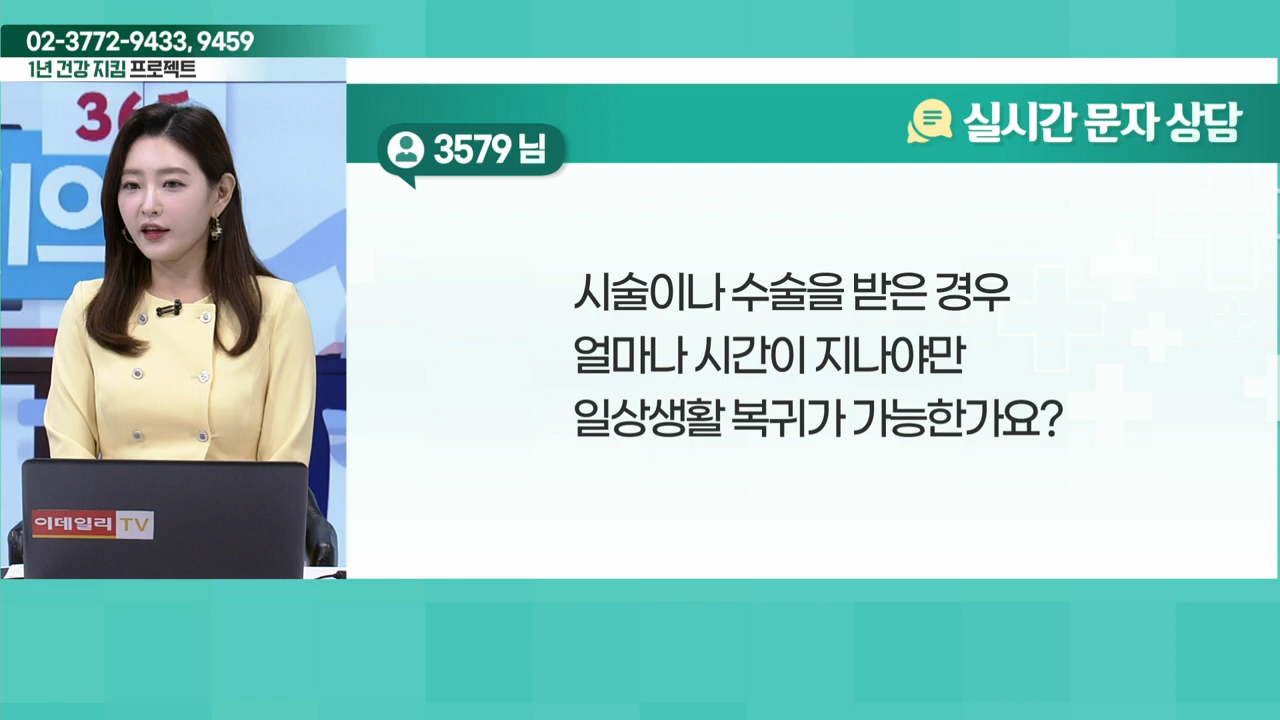 02-3772-9433, 9459
1년 건강 지킴 프로젝트
실시간 문자 상담
3579 님
시술이나 수술을 받은 경우
얼마나 시간이 지나야만
일상생활 복귀가 가능한가요?
이데일리 TV